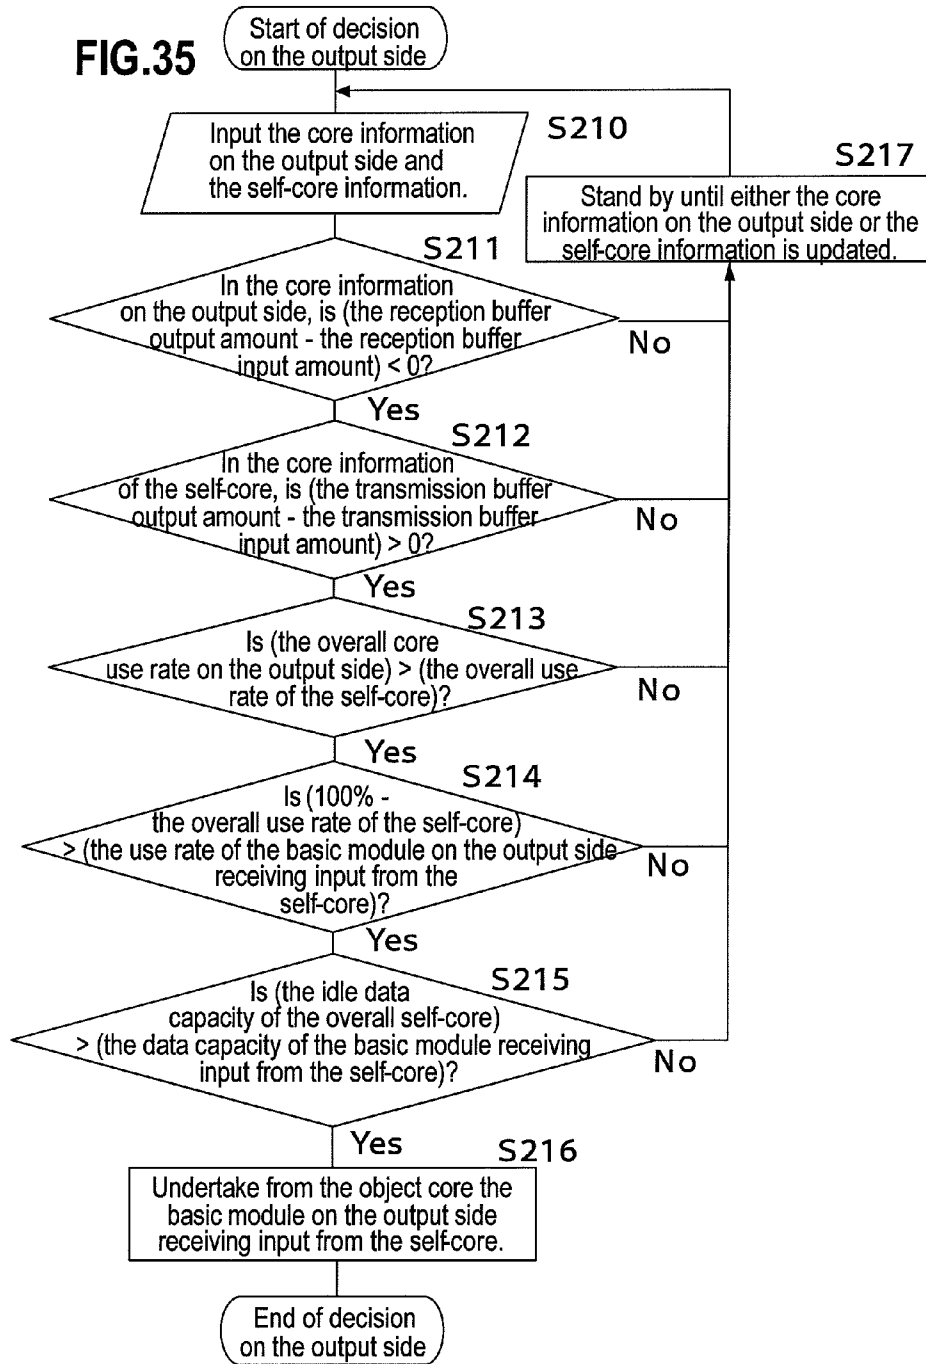 FIG.35
Start of decision
on the output side
Input the core information
on the output side and
the self-core information.
S210
S217
Stand by until either the core
information on the output side or the
self-core information is updated.
S211
In the core information
on the output side, is (the reception buffer
output amount - the reception buffer
input amount) < 0?
No
Yes
S212
In the core information
of the self-core, is (the transmission buffer
output amount - the transmission buffer
input amount) > 0?
No
Yes
S213
Is (the overall core
use rate on the output side) > (the overall use
rate of the self-core)?
No
Yes
S214
Is (100% -
the overall use rate of the self-core)
> (the use rate of the basic module on the output side
receiving input from the
self-core)?
No
Yes
S215
Is (the idle data
capacity of the overall self-core)
> (the data capacity of the basic module receiving
input from the self-core)?
No
Yes
S216
Undertake from the object core the
basic module on the output side
receiving input from the self-core.
End of decision
on the output side